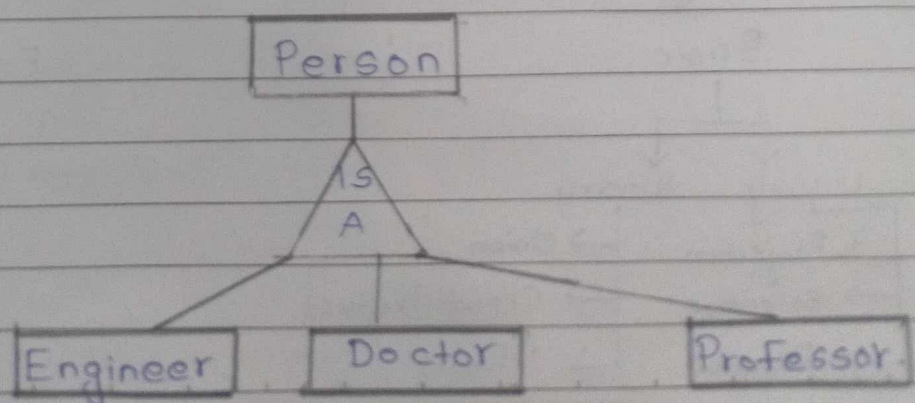 Person
IS
A
Engineer
Doctor
Professor.